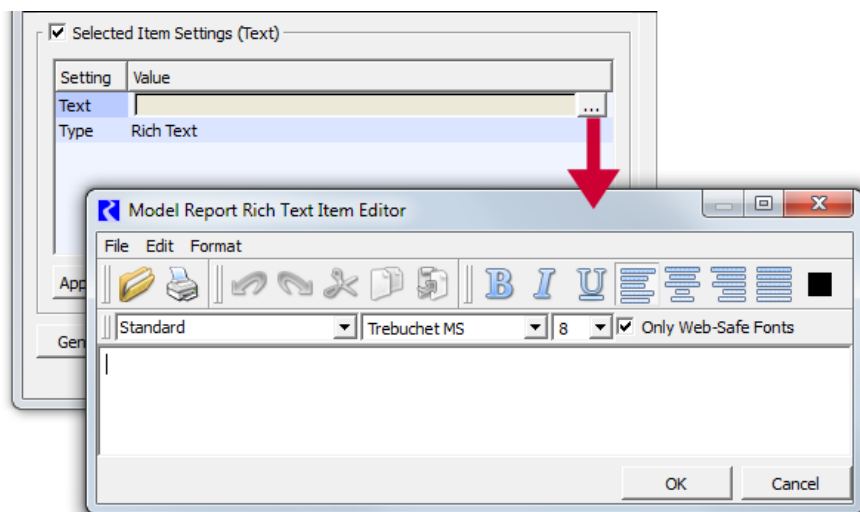 Selected Item Settings (Text)
Setting Value
Text ...
Type Rich Text
Model Report Rich Text Item Editor
File Edit Format
App
B I U
Standard Trebuchet MS 8 Only Web-Safe Fonts
Gen
OK Cancel